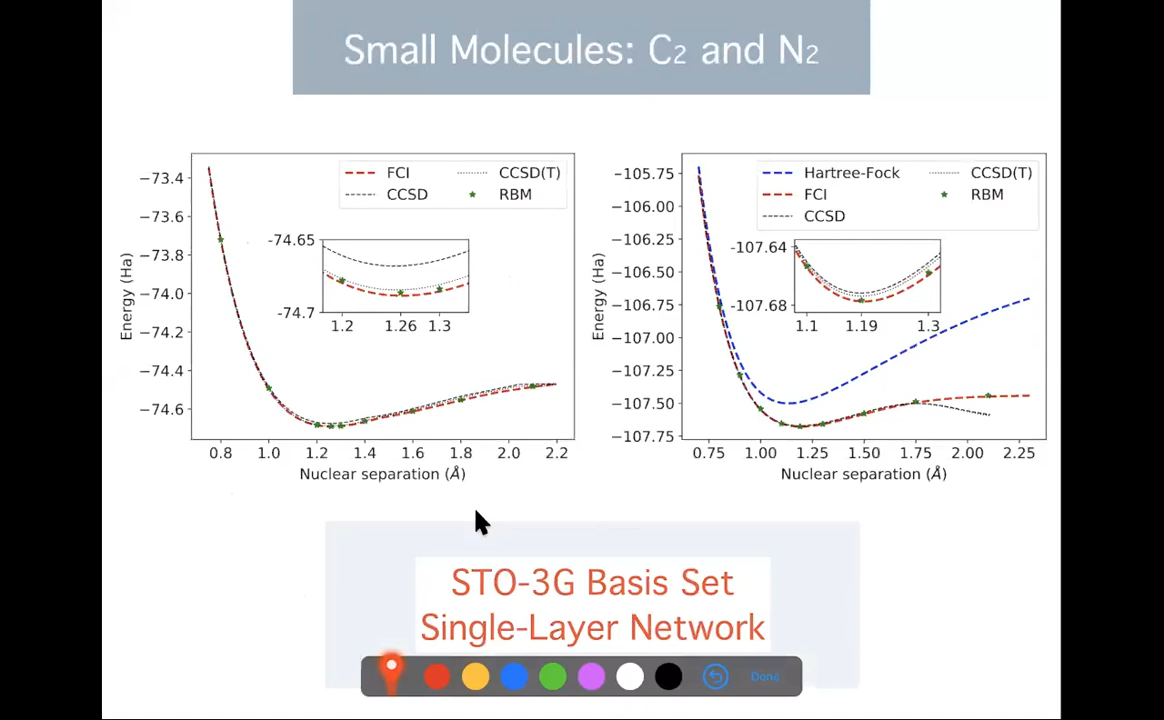 Small Molecules: C₂ and N₂
FCI
CCSD
CCSD(T)
RBM
Energy (Ha)
−73.4
−73.6
−73.8
−74.0
−74.2
−74.4
−74.6
-74.65
-74.7
1.2 1.26 1.3
0.8 1.0 1.2 1.4 1.6 1.8 2.0 2.2
Nuclear separation (Å)
Hartree-Fock
FCI
CCSD
CCSD(T)
RBM
Energy (Ha)
−105.75
−106.00
−106.25
−106.50
−106.75
−107.00
−107.25
−107.50
−107.75
-107.64
-107.68
1.1 1.19 1.3
0.75 1.00 1.25 1.50 1.75 2.00 2.25
Nuclear separation (Å)
STO-3G Basis Set
Single-Layer Network
Done